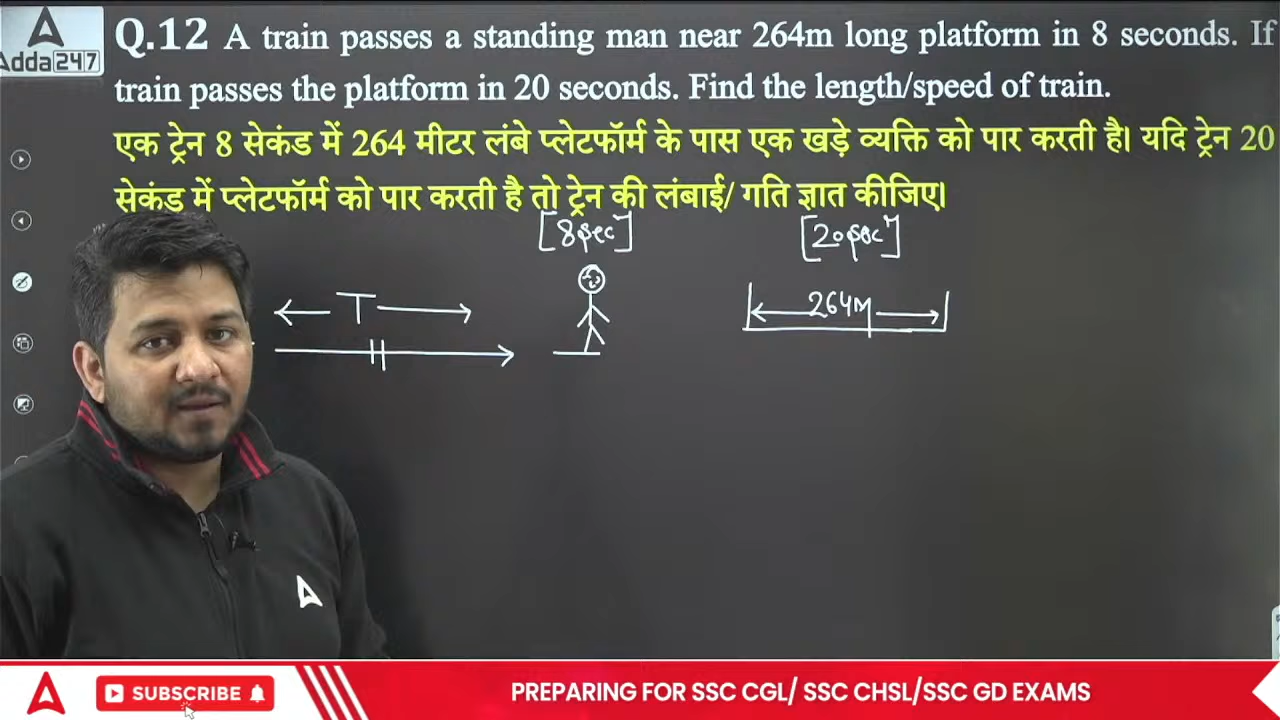 Adda247
Q.12 A train passes a standing man near 264m long platform in 8 seconds. If
train passes the platform in 20 seconds. Find the length/speed of train.
एक ट्रेन 8 सेकंड में 264 मीटर लंबे प्लेटफॉर्म के पास एक खड़े व्यक्ति को पार करती है। यदि ट्रेन 20
सेकंड में प्लेटफॉर्म को पार करती है तो ट्रेन की लंबाई/ गति ज्ञात कीजिए।
[8sec] [20sec]
T 264m
SUBSCRIBE
PREPARING FOR SSC CGL/ SSC CHSL/SSC GD EXAMS